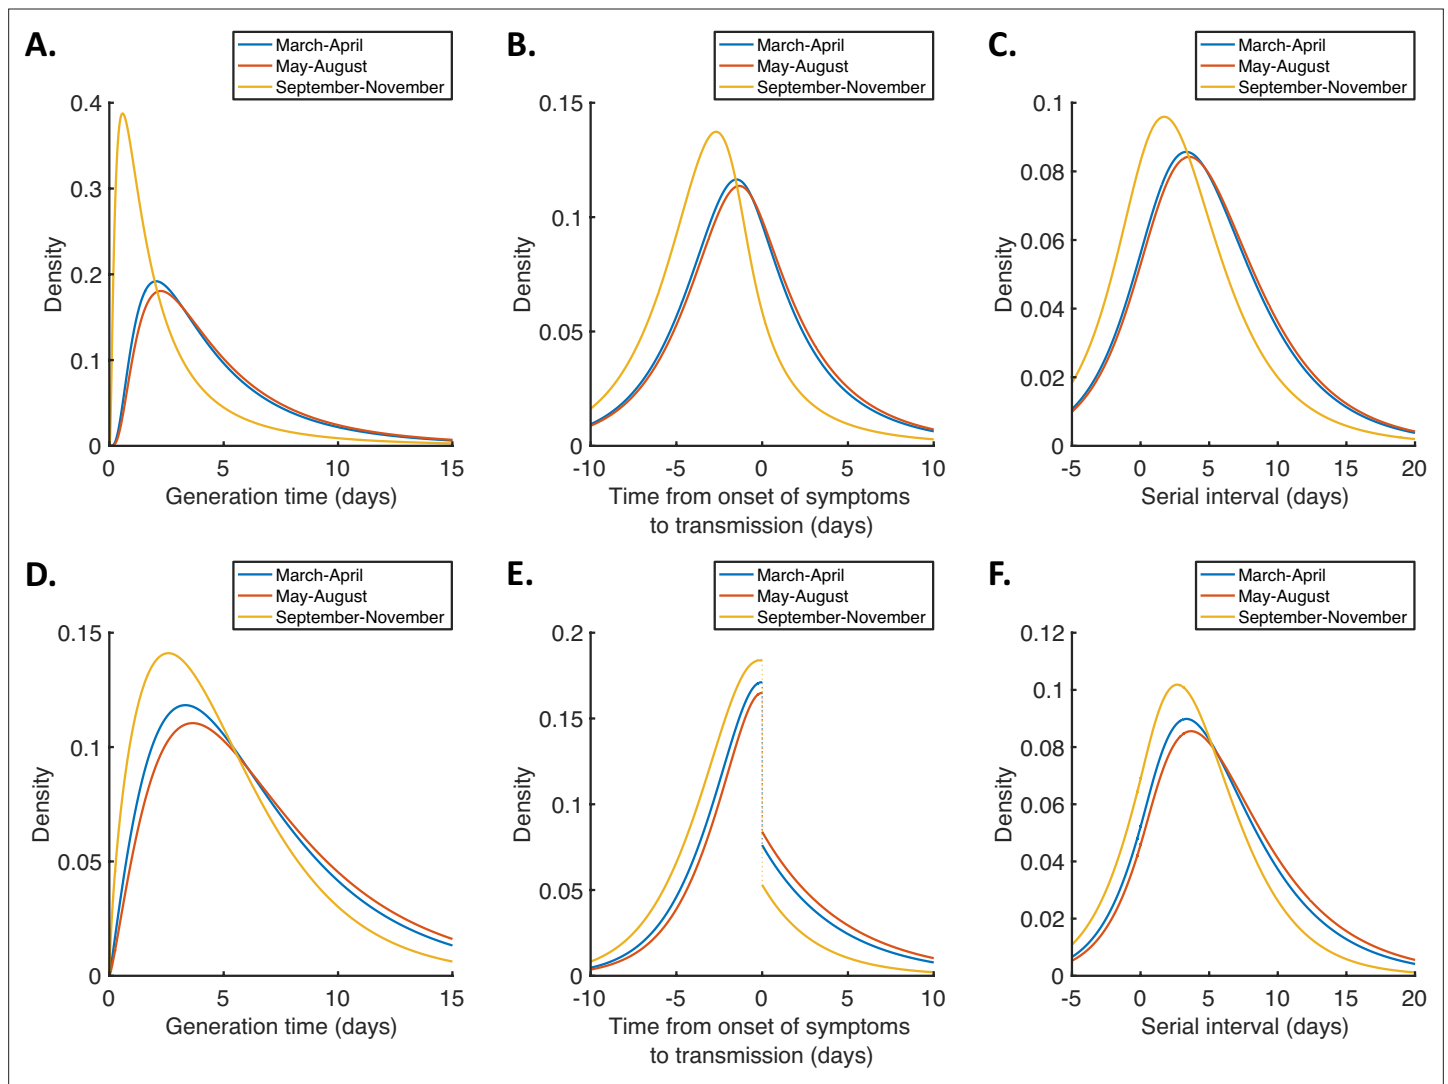 A.
March-April
May-August
September-November
0.4
0.3
0.2
0.1
0
Density
0
5
10
15
Generation time (days)
B.
March-April
May-August
September-November
0.15
0.1
0.05
0
Density
-10
-5
0
5
10
Time from onset of symptoms
to transmission (days)
C.
March-April
May-August
September-November
0.1
0.08
0.06
0.04
0.02
0
Density
-5
0
5
10
15
20
Serial interval (days)
D.
March-April
May-August
September-November
0.15
0.1
0.05
0
Density
0
5
10
15
Generation time (days)
E.
March-April
May-August
September-November
0.2
0.15
0.1
0.05
0
Density
-10
-5
0
5
10
Time from onset of symptoms
to transmission (days)
F.
March-April
May-August
September-November
0.12
0.1
0.08
0.06
0.04
0.02
0
Density
-5
0
5
10
15
20
Serial interval (days)